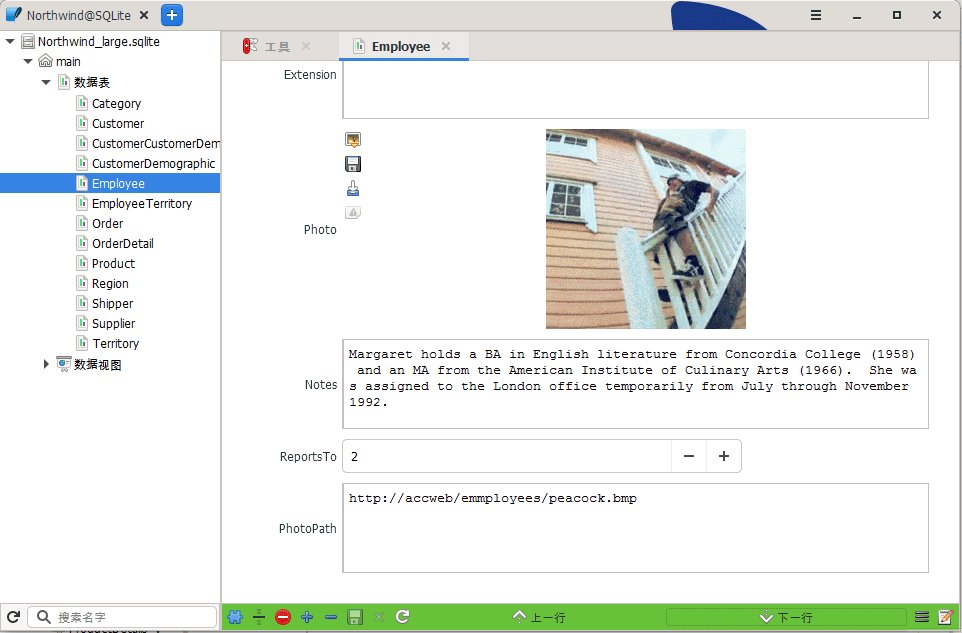 Northwind@SQLite
Northwind_large.sqlite
main
数据表
Category
Customer
CustomerCustomerDem
CustomerDemographic
Employee
EmployeeTerritory
Order
OrderDetail
Product
Region
Shipper
Supplier
Territory
数据视图
搜索名字
工具
Employee
Extension
Photo
Notes
Margaret holds a BA in English literature from Concordia College (1958)
and an MA from the American Institute of Culinary Arts (1966).  She wa
s assigned to the London office temporarily from July through November
1992.
ReportsTo
2
PhotoPath
http://accweb/emmployees/peacock.bmp
上一行
下一行